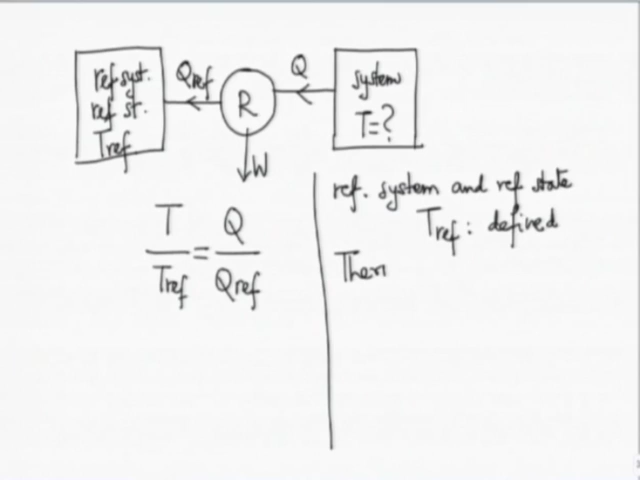 ref syst.
ref st.
Tref
Qref
R
W
Q
system
T=?
T/Tref = Q/Qref
ref. system and ref state
Tref : defined
Then